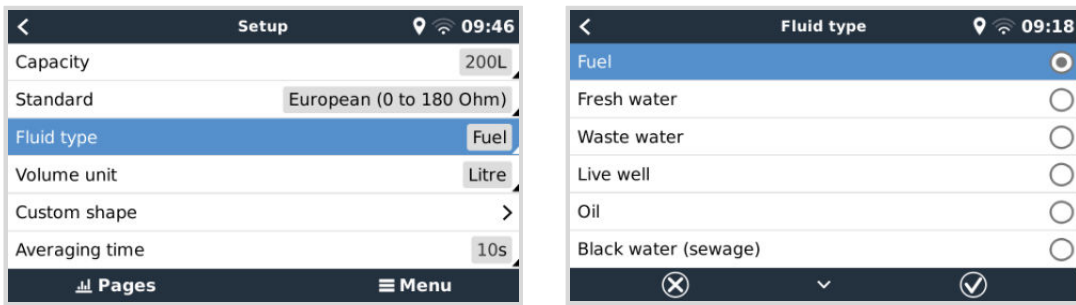 Setup 09:46
Capacity 200L
Standard European (0 to 180 Ohm)
Fluid type Fuel
Volume unit Litre
Custom shape
Averaging time 10s
Pages Menu
Fluid type 09:18
Fuel
Fresh water
Waste water
Live well
Oil
Black water (sewage)